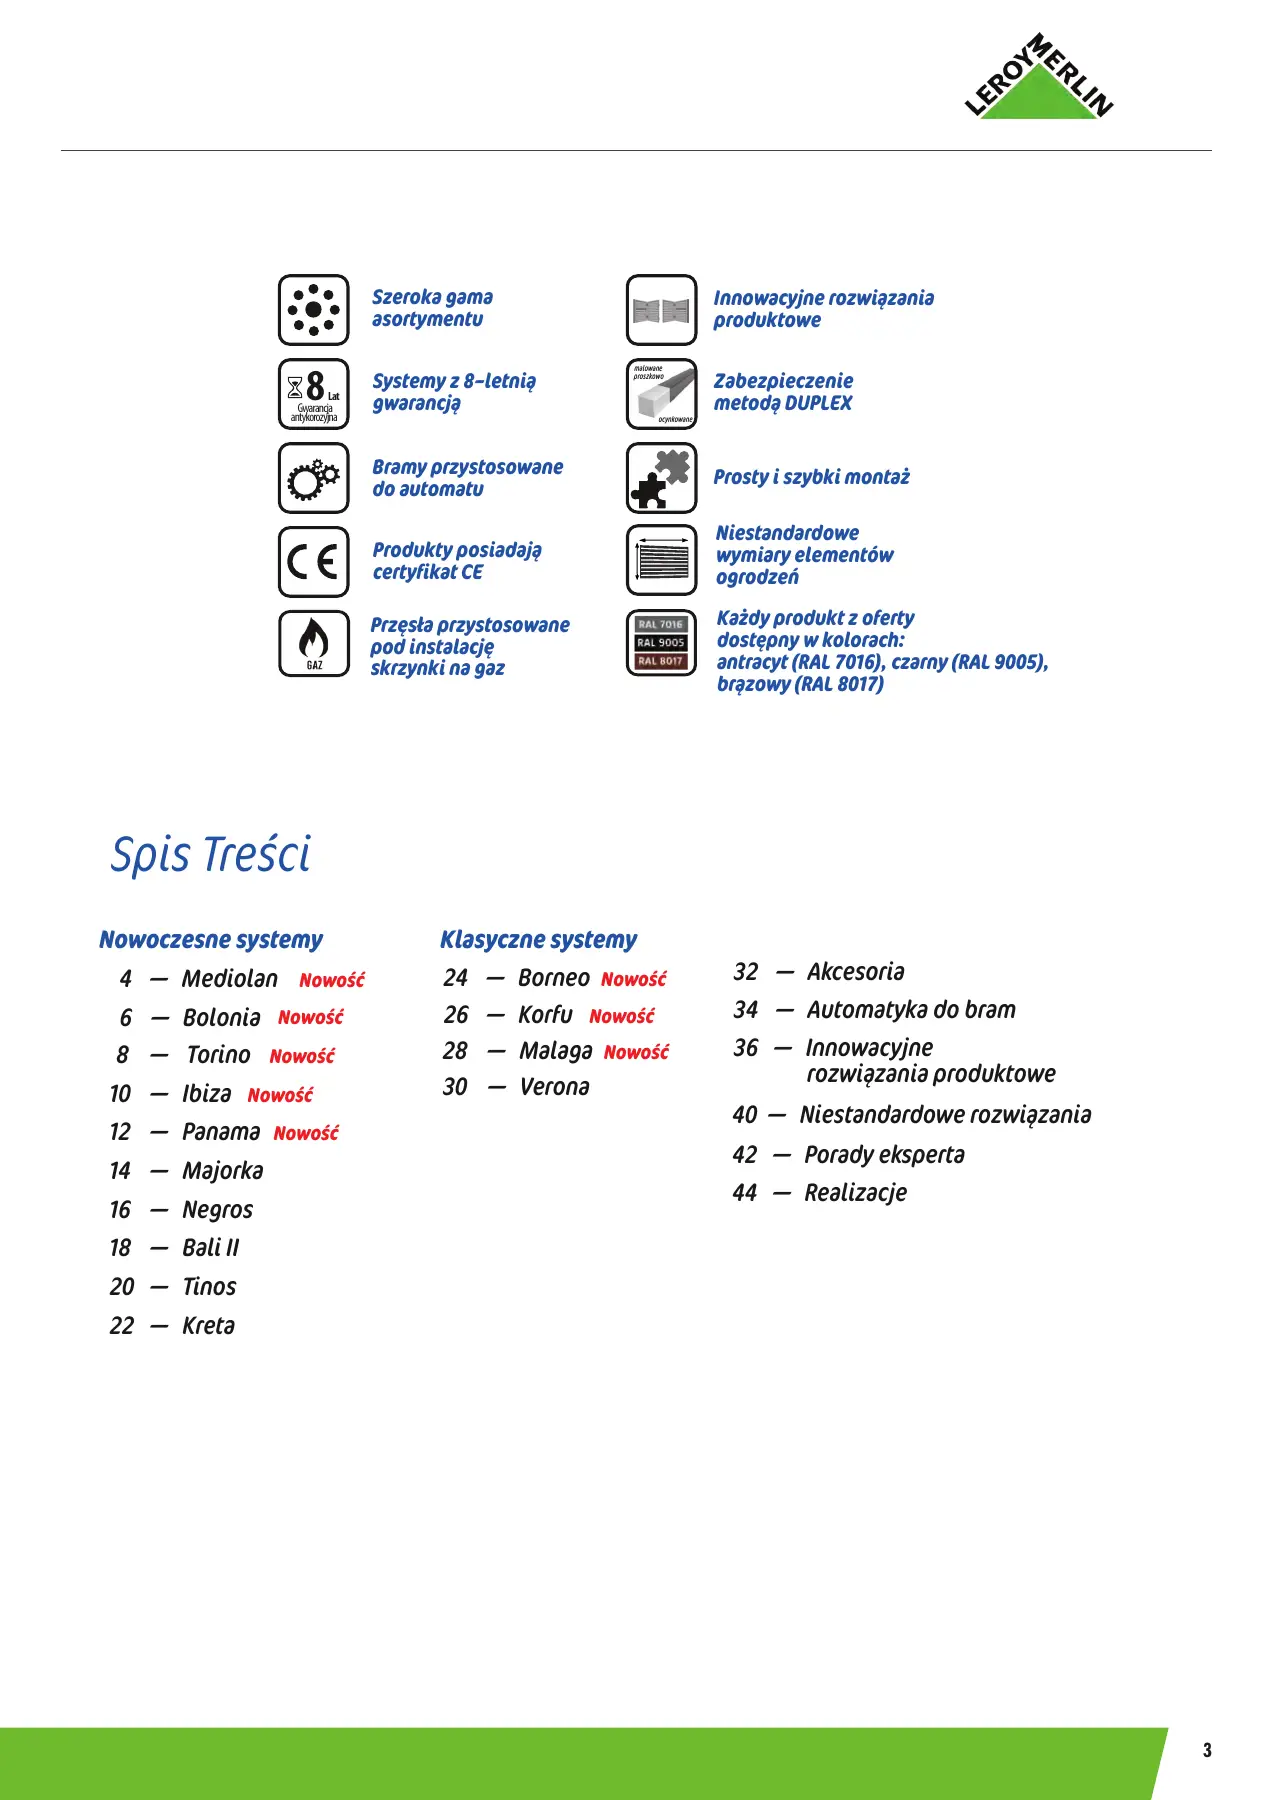 LEROY MERLIN
Szeroka gama
asortymentu
8 Lat
Gwarancja
antykorozyjna
Systemy z 8-letnią
gwarancją
Bramy przystosowane
do automatu
CE
Produkty posiadają
certyfikat CE
GAZ
Przęsła przystosowane
pod instalację
skrzynki na gaz
Innowacyjne rozwiązania
produktowe
malowane
proszkowo
ocynkowane
Zabezpieczenie
metodą DUPLEX
Prosty i szybki montaż
Niestandardowe
wymiary elementów
ogrodzeń
RAL 7016
RAL 9005
RAL 8017
Każdy produkt z oferty
dostępny w kolorach:
antracyt (RAL 7016), czarny (RAL 9005),
brązowy (RAL 8017)
Spis Treści
Nowoczesne systemy
4 — Mediolan Nowość
6 — Bolonia Nowość
8 — Torino Nowość
10 — Ibiza Nowość
12 — Panama Nowość
14 — Majorka
16 — Negros
18 — Bali II
20 — Tinos
22 — Kreta
Klasyczne systemy
24 — Borneo Nowość
26 — Korfu Nowość
28 — Malaga Nowość
30 — Verona
32 — Akcesoria
34 — Automatyka do bram
36 — Innowacyjne
rozwiązania produktowe
40 — Niestandardowe rozwiązania
42 — Porady eksperta
44 — Realizacje
3